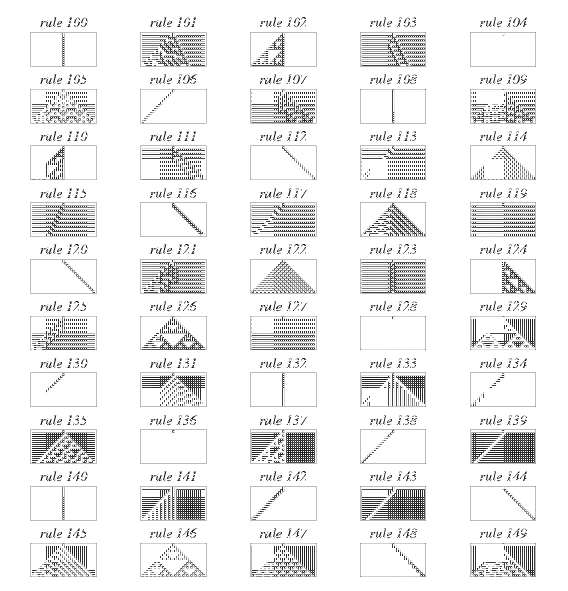 rule 100 rule 101 rule 102 rule 103 rule 104
rule 105 rule 106 rule 107 rule 108 rule 109
rule 110 rule 111 rule 112 rule 113 rule 114
rule 115 rule 116 rule 117 rule 118 rule 119
rule 120 rule 121 rule 122 rule 123 rule 124
rule 125 rule 126 rule 127 rule 128 rule 129
rule 130 rule 131 rule 132 rule 133 rule 134
rule 135 rule 136 rule 137 rule 138 rule 139
rule 140 rule 141 rule 142 rule 143 rule 144
rule 145 rule 146 rule 147 rule 148 rule 149